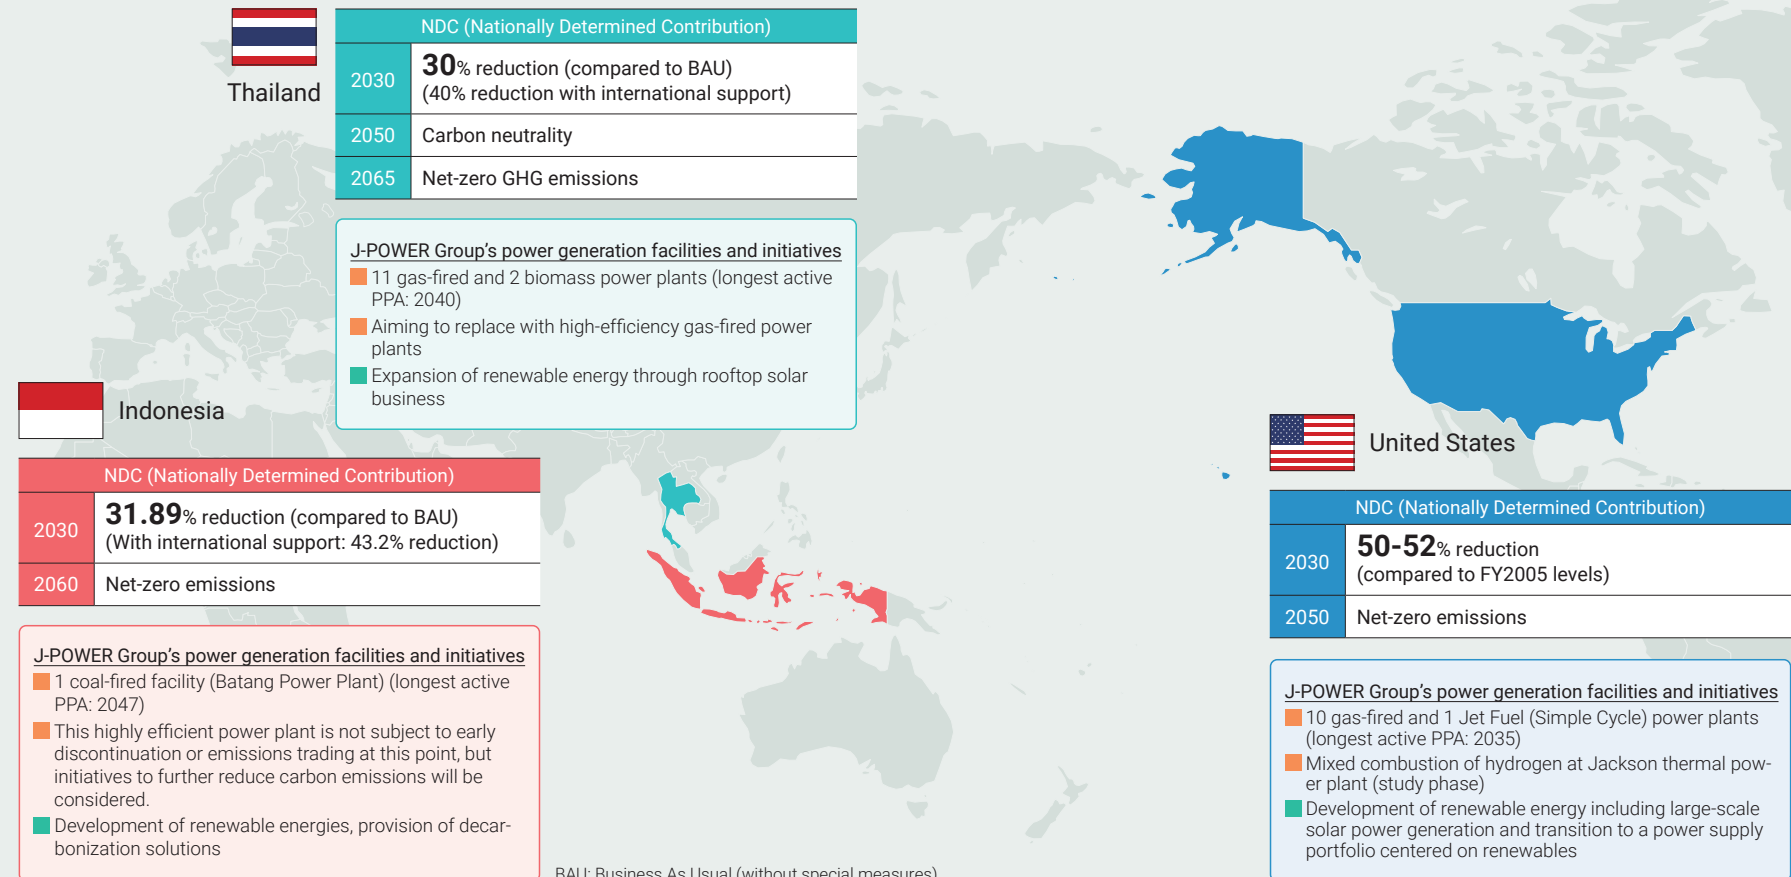 Thailand
NDC (Nationally Determined Contribution)
2030
30% reduction (compared to BAU)
(40% reduction with international support)
2050
Carbon neutrality
2065
Net-zero GHG emissions
J-POWER Group's power generation facilities and initiatives
11 gas-fired and 2 biomass power plants (longest active
PPA: 2040)
Aiming to replace with high-efficiency gas-fired power
plants
Expansion of renewable energy through rooftop solar
business
Indonesia
NDC (Nationally Determined Contribution)
2030
31.89% reduction (compared to BAU)
(With international support: 43.2% reduction)
2060
Net-zero emissions
J-POWER Group's power generation facilities and initiatives
1 coal-fired facility (Batang Power Plant) (longest active
PPA: 2047)
This highly efficient power plant is not subject to early
discontinuation or emissions trading at this point, but
initiatives to further reduce carbon emissions will be
considered.
Development of renewable energies, provision of decar-
bonization solutions
United States
NDC (Nationally Determined Contribution)
2030
50-52% reduction
(compared to FY2005 levels)
2050
Net-zero emissions
J-POWER Group's power generation facilities and initiatives
10 gas-fired and 1 Jet Fuel (Simple Cycle) power plants
(longest active PPA: 2035)
Mixed combustion of hydrogen at Jackson thermal pow-
er plant (study phase)
Development of renewable energy including large-scale
solar power generation and transition to a power supply
portfolio centered on renewables
BAU: Business As Usual (without special measures)